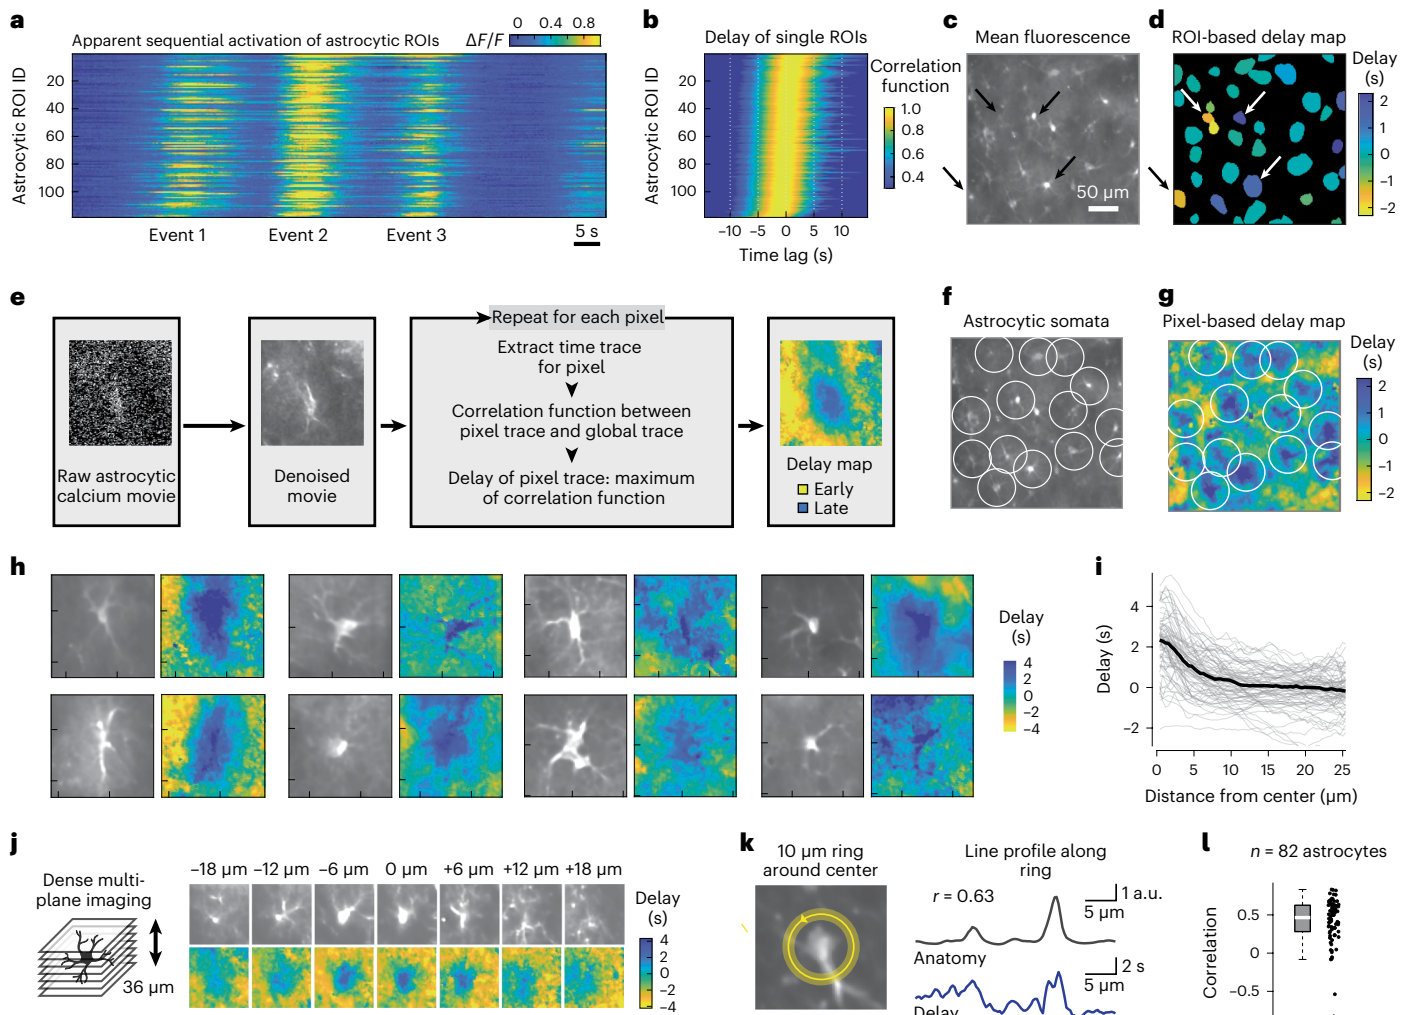 a
Apparent sequential activation of astrocytic ROIs
ΔF/F
0 0.4 0.8
Astrocytic ROI ID
20
40
60
80
100
Event 1 Event 2 Event 3
5 s
b
Delay of single ROIs
Astrocytic ROI ID
20
40
60
80
100
−10 −5 0 5 10
Time lag (s)
Correlation
function
1.0
0.8
0.6
0.4
c
Mean fluorescence
50 μm
d
ROI-based delay map
Delay
(s)
2
1
0
−1
−2
e
Raw astrocytic
calcium movie
Denoised
movie
Repeat for each pixel
Extract time trace
for pixel
Correlation function between
pixel trace and global trace
Delay of pixel trace: maximum
of correlation function
Delay map
Early
Late
f
Astrocytic somata
g
Pixel-based delay map
Delay
(s)
2
1
0
−1
−2
h
Delay
(s)
4
2
0
−2
−4
i
Delay (s)
4
2
0
−2
0 5 10 15 20 25
Distance from center (μm)
j
Dense multi-
plane imaging
36 μm
−18 μm −12 μm −6 μm 0 μm +6 μm +12 μm +18 μm
Delay
(s)
4
2
0
−2
−4
k
10 μm ring
around center
Line profile along
ring
r = 0.63
1 a.u.
5 μm
Anatomy
2 s
5 μm
Delay
l
n = 82 astrocytes
Correlation
0.5
0
−0.5